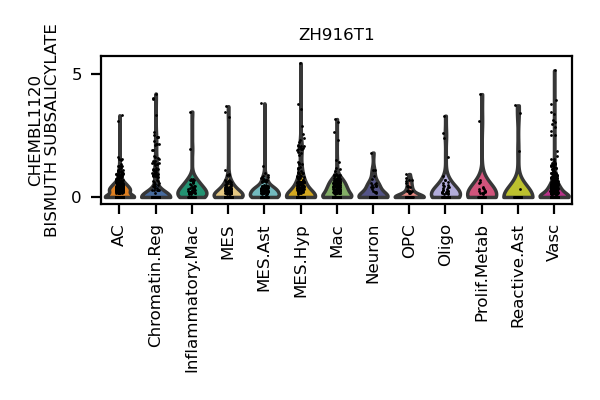 ZH916T1
CHEMBL1120
BISMUTH SUBSALICYLATE
5
0
AC
Chromatin.Reg
Inflammatory.Mac
MES
MES.Ast
MES.Hyp
Mac
Neuron
OPC
Oligo
Prolif.Metab
Reactive.Ast
Vasc